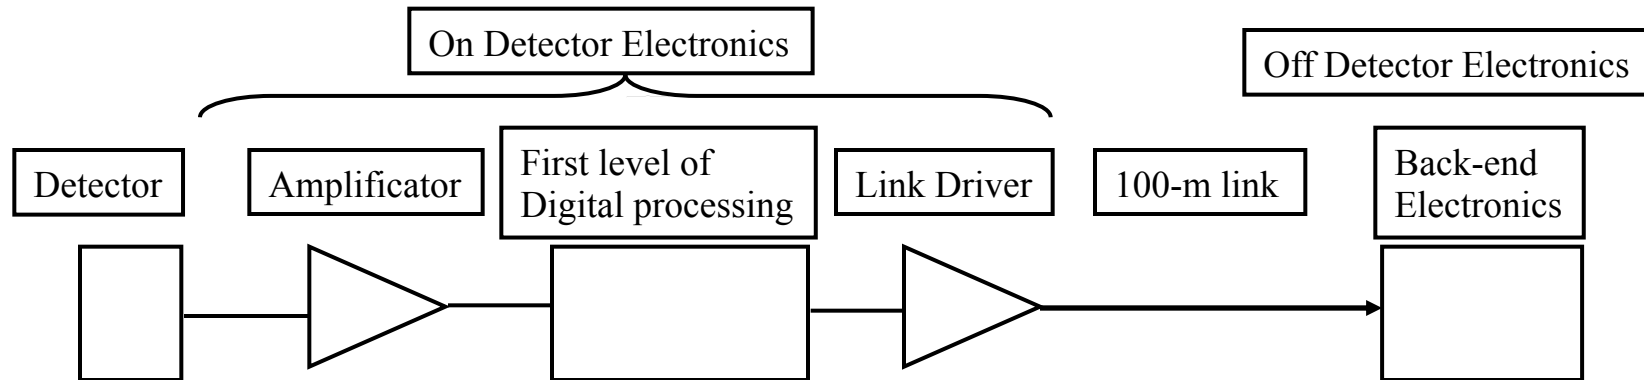 On Detector Electronics
Off Detector Electronics
Detector
Amplificator
First level of
Digital processing
Link Driver
100-m link
Back-end
Electronics